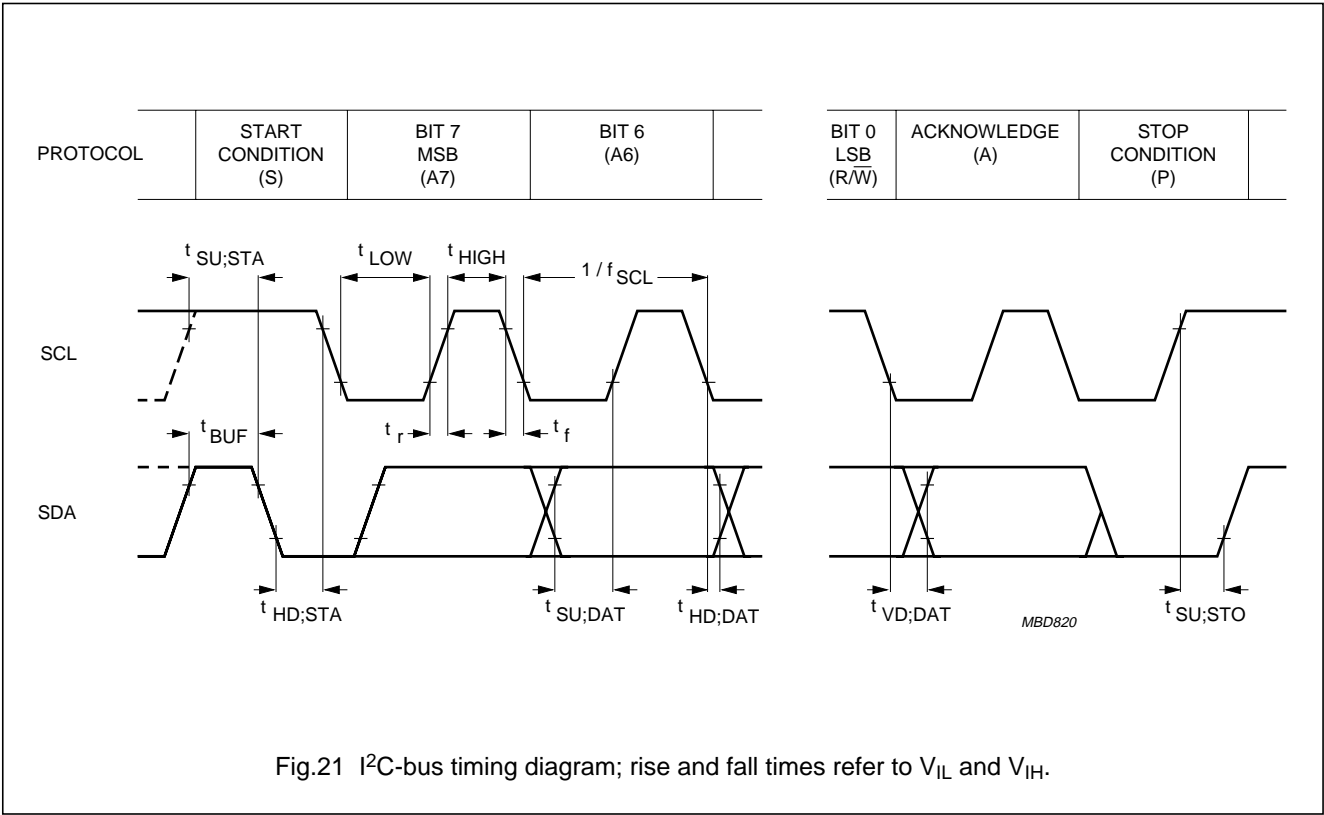 PROTOCOL
START
CONDITION
(S)
BIT 7
MSB
(A7)
BIT 6
(A6)
BIT 0
LSB
(R/W̅)
ACKNOWLEDGE
(A)
STOP
CONDITION
(P)
t SU;STA
t LOW
t HIGH
1 / f SCL
SCL
t BUF
t r
t f
SDA
t HD;STA
t SU;DAT
t HD;DAT
t VD;DAT
MBD820
t SU;STO
Fig.21 I²C-bus timing diagram; rise and fall times refer to VIL and VIH.